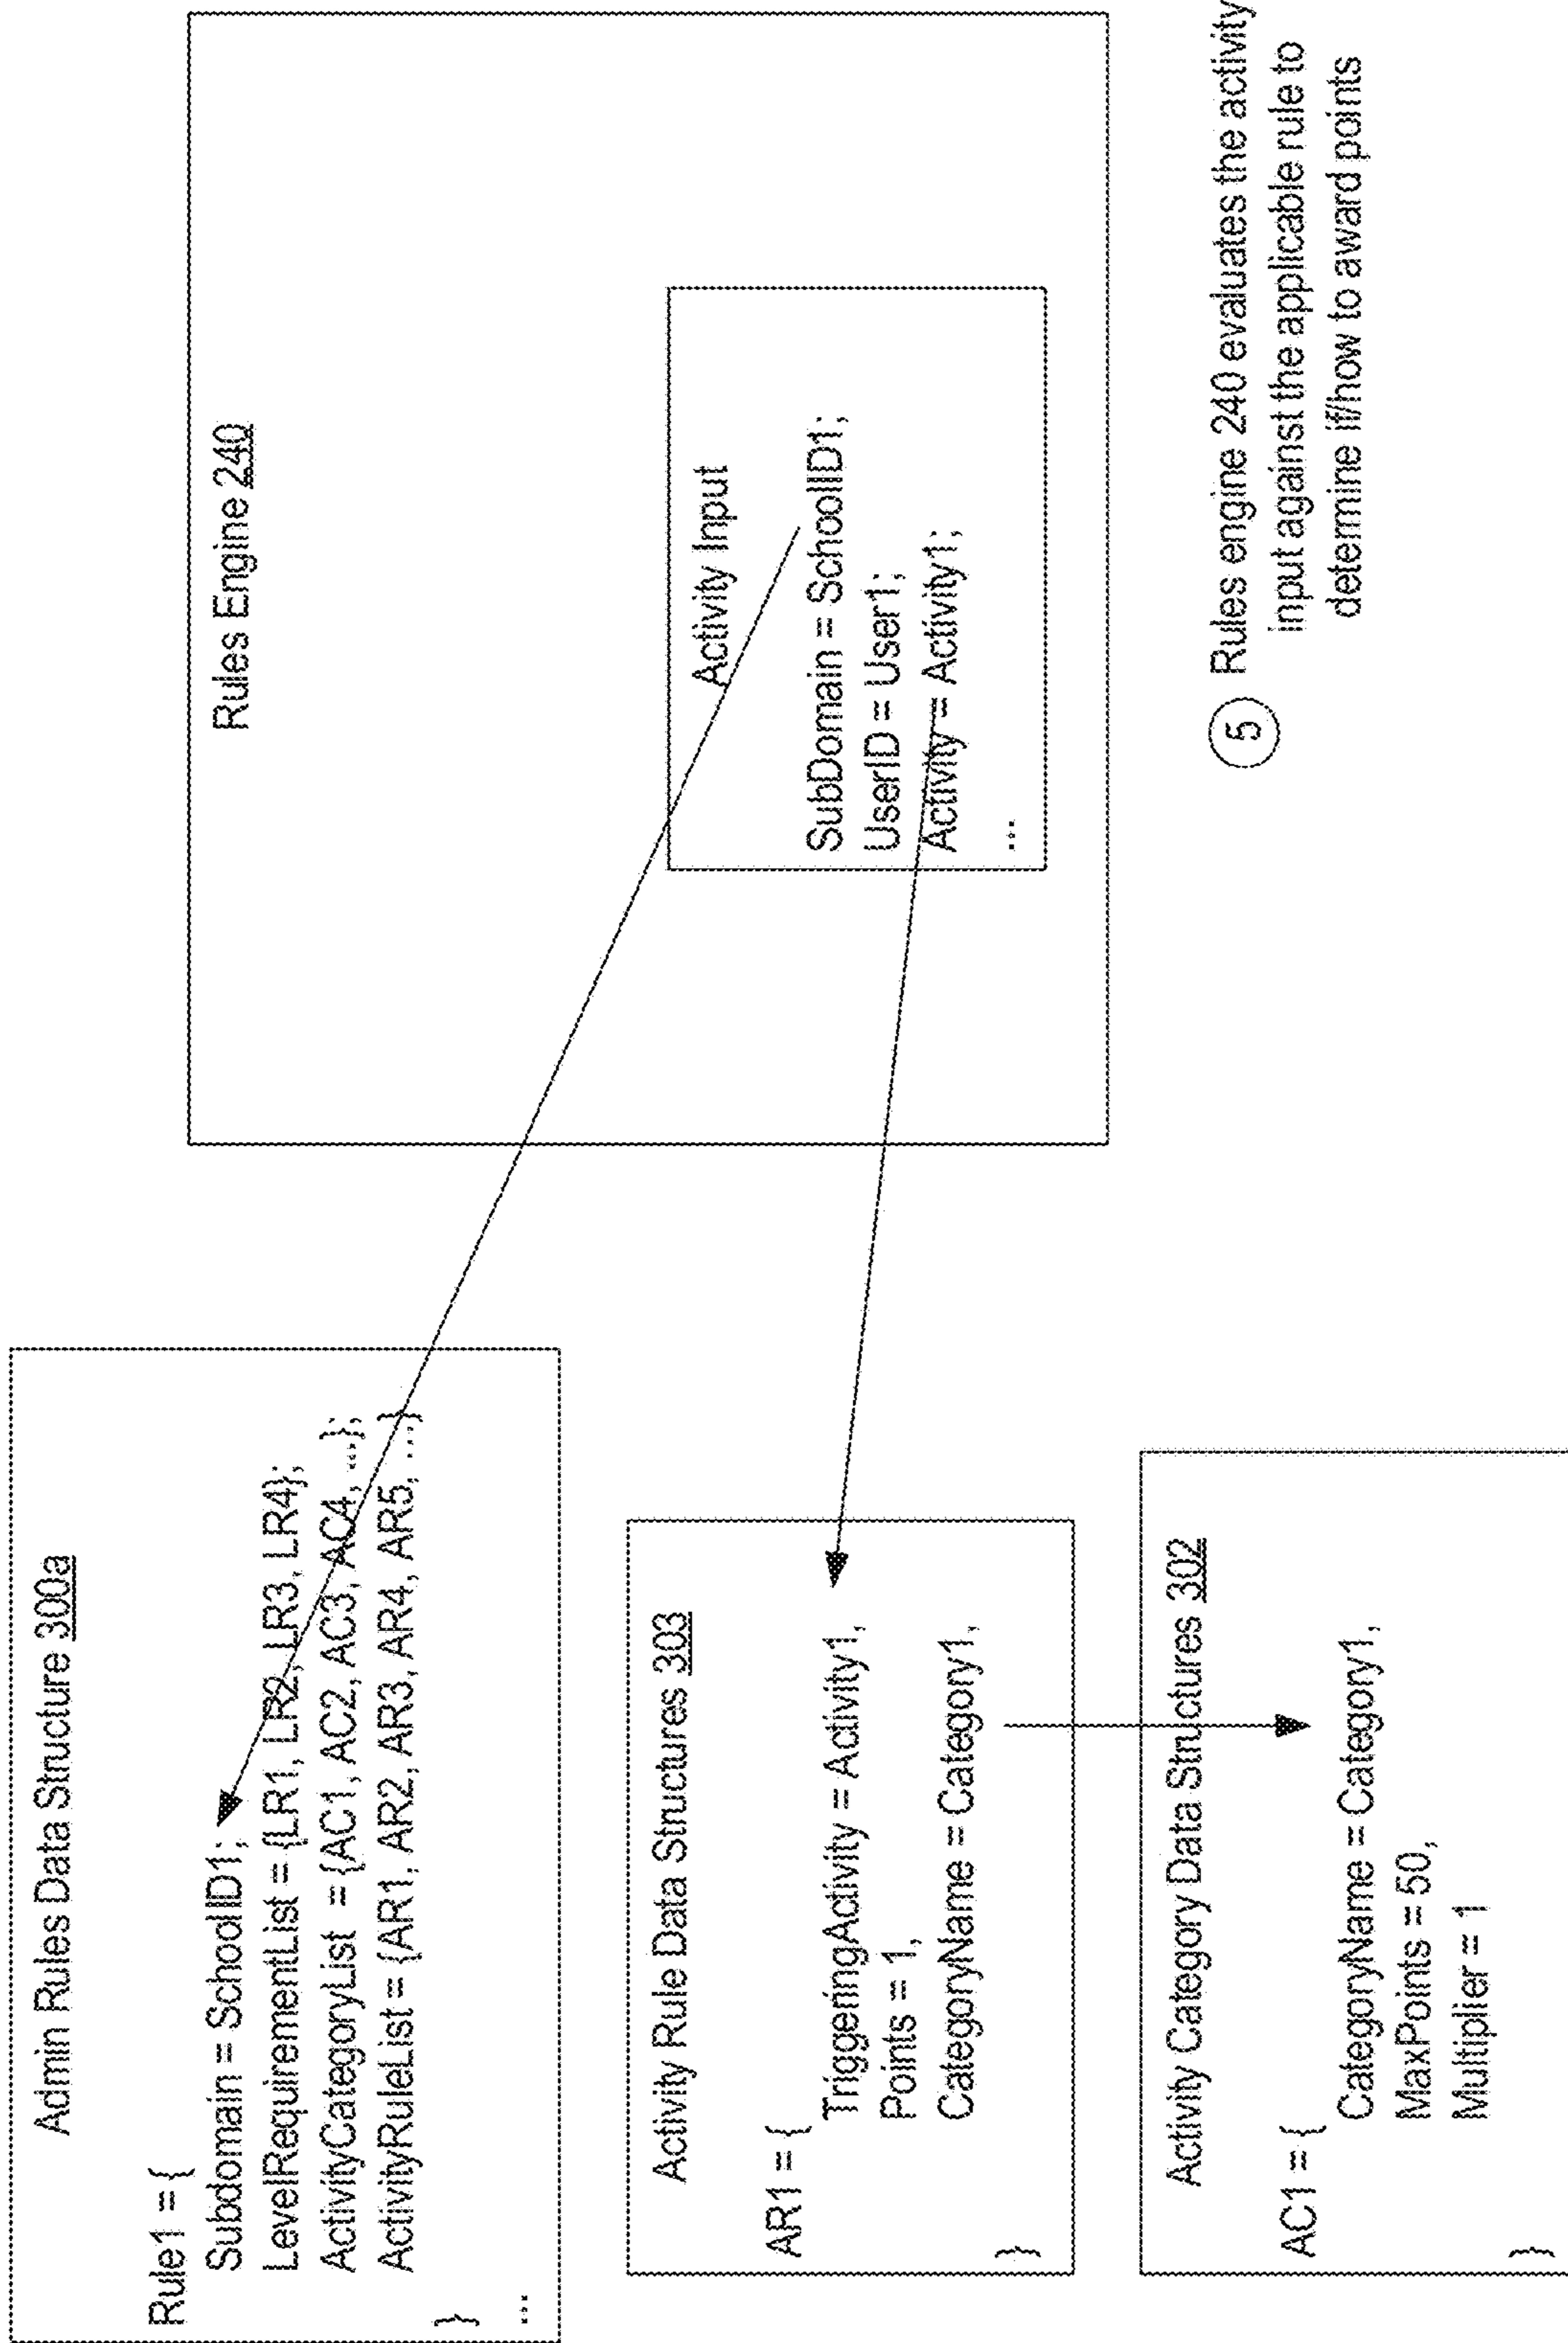 Admin Rules Data Structure 300a
Rule1 = {
Subdomain = SchoolID1;
LevelRequirementList = {LR1, LR2, LR3, LR4};
ActivityCategoryList = {AC1, AC2, AC3, AC4, ...};
ActivityRuleList = {AR1, AR2, AR3, AR4, AR5, ...}
}
...
Activity Rule Data Structures 303
AR1 = {
TriggeringActivity = Activity1,
Points = 1,
CategoryName = Category1,
}
Activity Category Data Structures 302
AC1 = {
CategoryName = Category1,
MaxPoints = 50,
Multiplier = 1
}
Rules Engine 240
Activity Input
SubDomain = SchoolID1;
UserID = User1;
Activity = Activity1;
...
5 Rules engine 240 evaluates the activity
input against the applicable rule to
determine if/how to award points